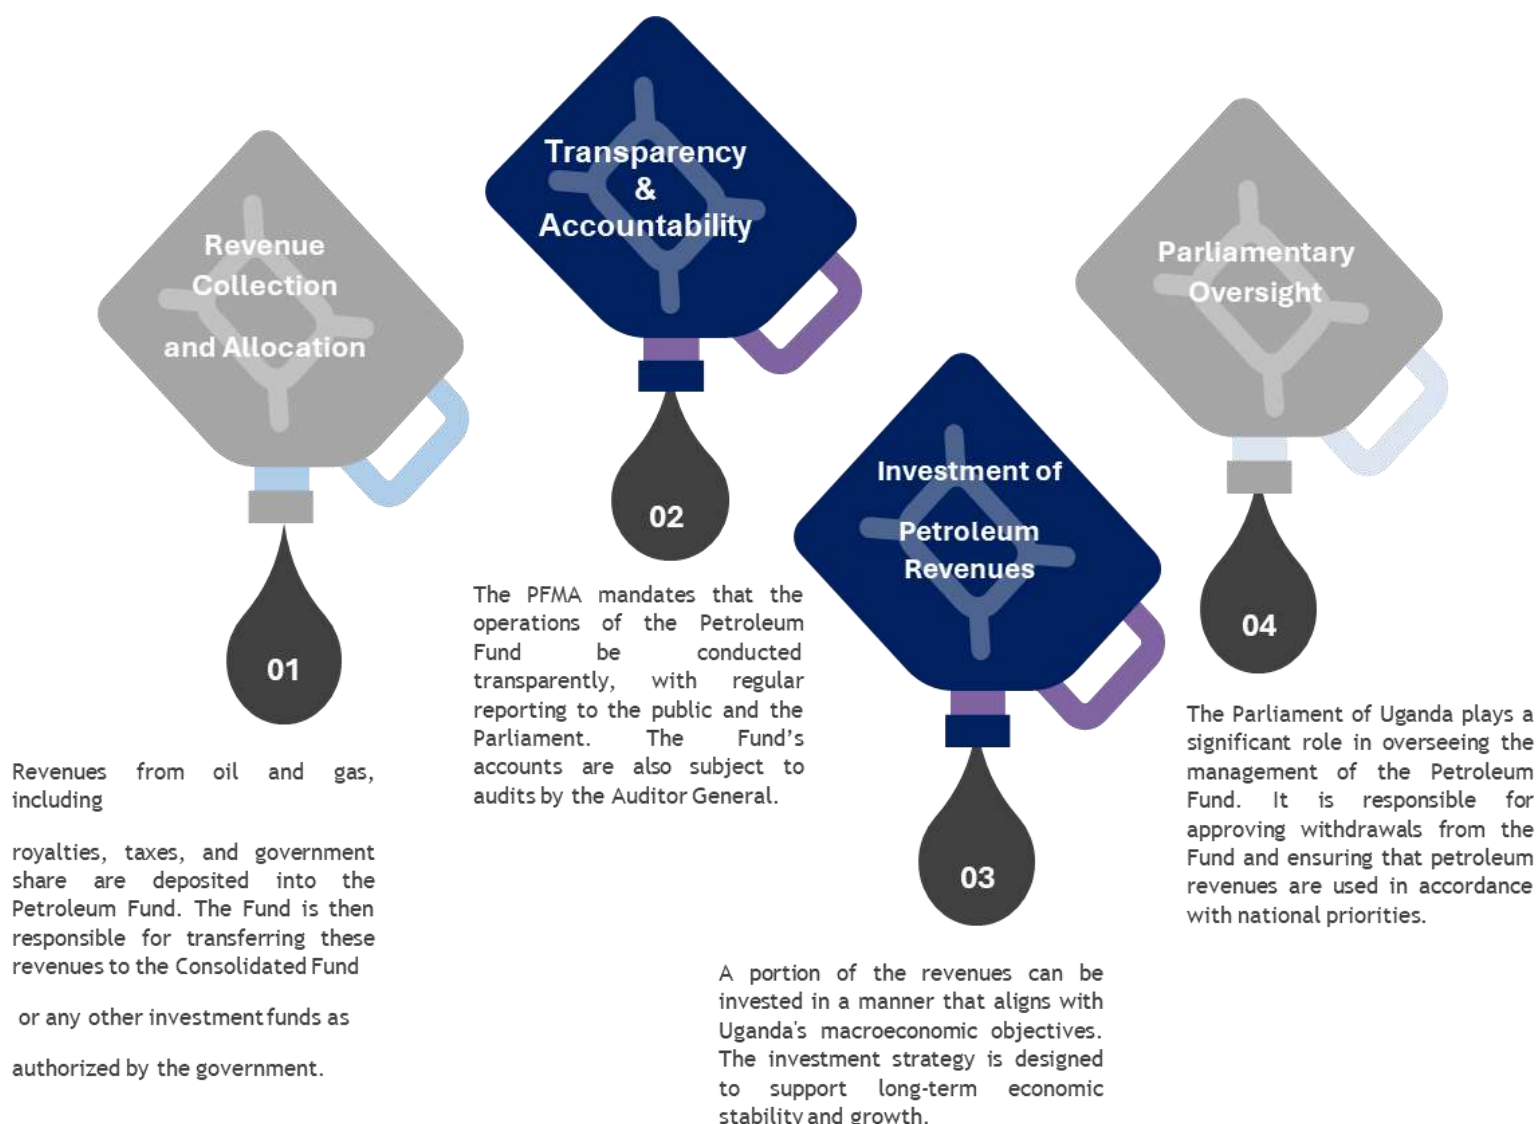 Revenue
Collection
and Allocation
01
Revenues from oil and gas,
including
royalties, taxes, and government
share are deposited into the
Petroleum Fund. The Fund is then
responsible for transferring these
revenues to the Consolidated Fund
or any other investment funds as
authorized by the government.
Transparency
&
Accountability
02
The PFMA mandates that the
operations of the Petroleum
Fund be conducted
transparently, with regular
reporting to the public and the
Parliament. The Fund’s
accounts are also subject to
audits by the Auditor General.
Investment of
Petroleum
Revenues
03
A portion of the revenues can be
invested in a manner that aligns with
Uganda's macroeconomic objectives.
The investment strategy is designed
to support long-term economic
stability and growth.
Parliamentary
Oversight
04
The Parliament of Uganda plays a
significant role in overseeing the
management of the Petroleum
Fund. It is responsible for
approving withdrawals from the
Fund and ensuring that petroleum
revenues are used in accordance
with national priorities.